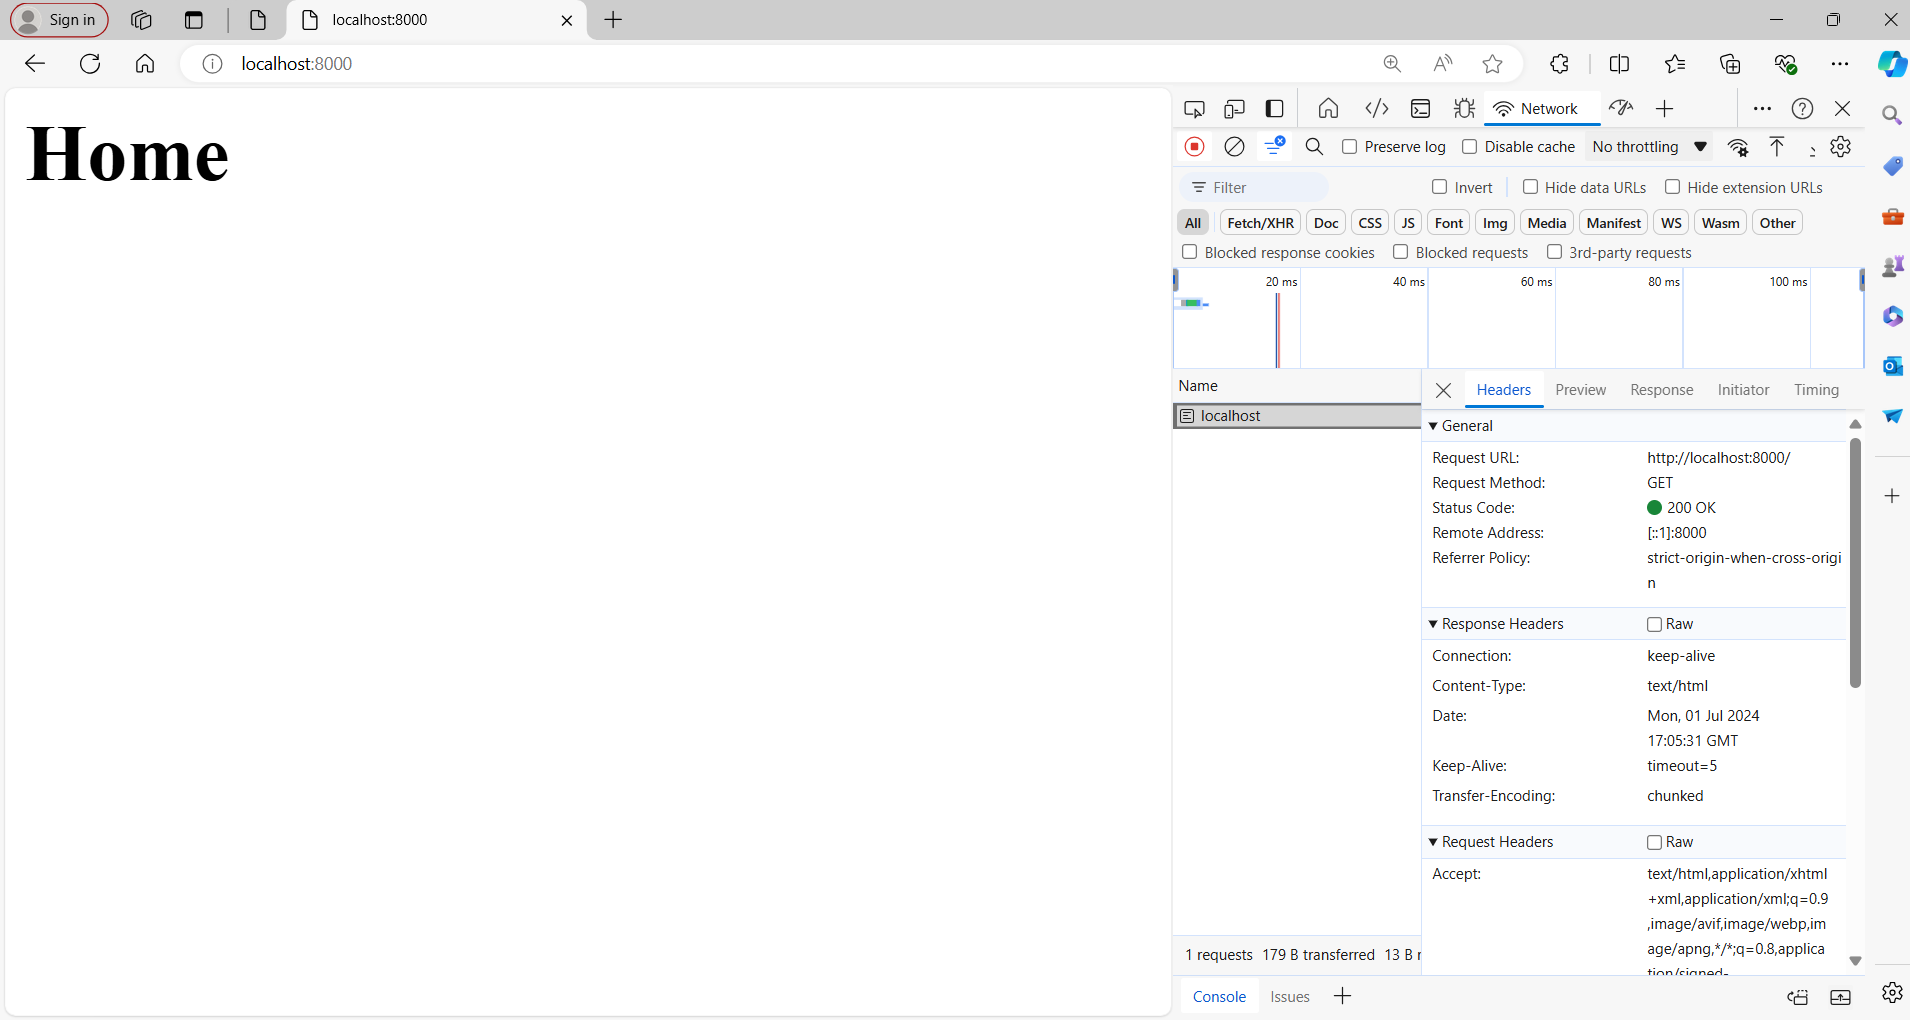 Sign in
localhost:8000
localhost:8000
Home
Network
Preserve log Disable cache No throttling
Filter Invert Hide data URLs Hide extension URLs
All Fetch/XHR Doc CSS JS Font Img Media Manifest WS Wasm Other
Blocked response cookies Blocked requests 3rd-party requests
20 ms 40 ms 60 ms 80 ms 100 ms
Name
localhost
Headers Preview Response Initiator Timing
General
Request URL: http://localhost:8000/
Request Method: GET
Status Code: 200 OK
Remote Address: [::1]:8000
Referrer Policy: strict-origin-when-cross-origi
n
Response Headers Raw
Connection: keep-alive
Content-Type: text/html
Date: Mon, 01 Jul 2024
17:05:31 GMT
Keep-Alive: timeout=5
Transfer-Encoding: chunked
Request Headers Raw
Accept: text/html,application/xhtml
+xml,application/xml;q=0.9
,image/avif,image/webp,im
age/apng,*/*;q=0.8,applica
tion/signed-
1 requests 179 B transferred 13 B r
Console Issues